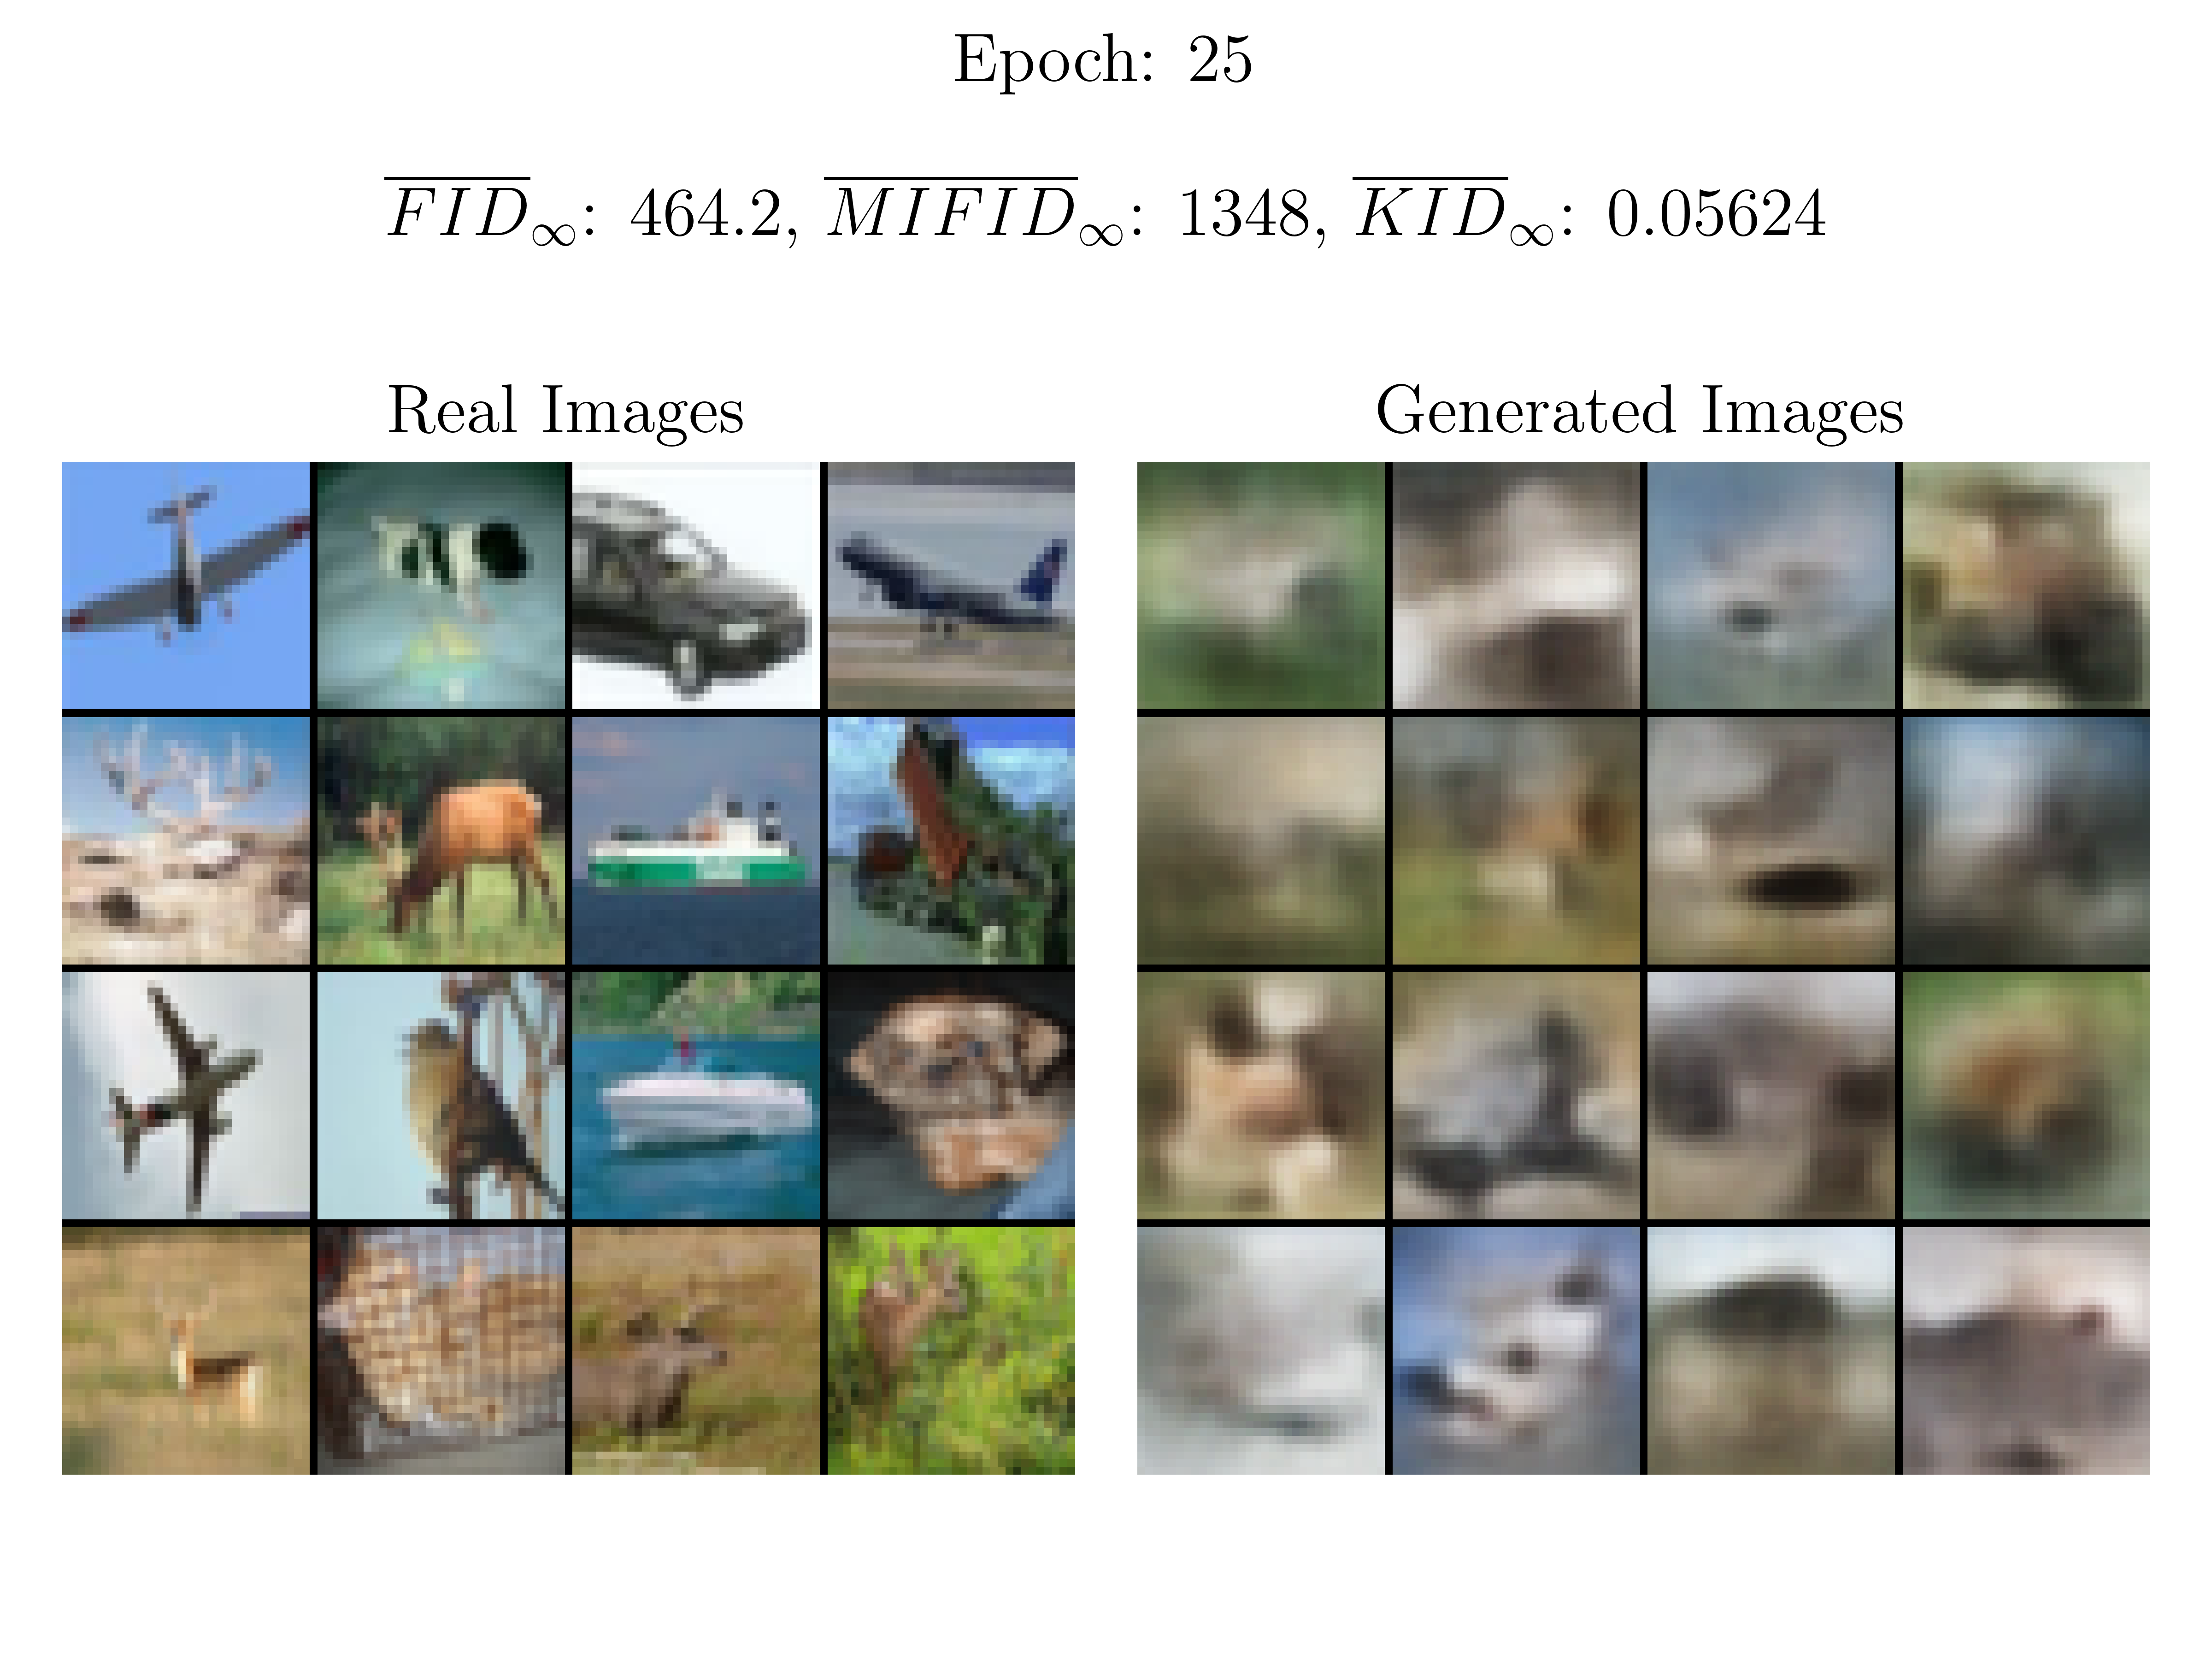 Epoch: 25
FID∞: 464.2, MIFID∞: 1348, KID∞: 0.05624
Real Images
Generated Images